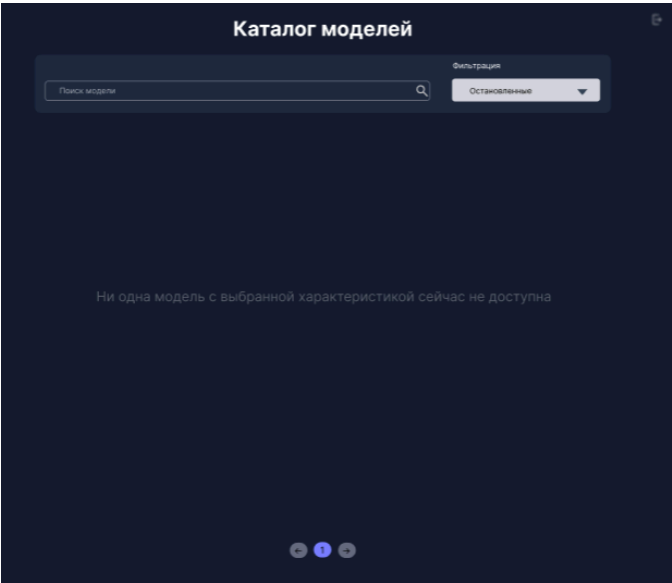 Каталог моделей
Фильтрация
Поиск модели
Остановленные
Ни одна модель с выбранной характеристикой сейчас не доступна
1